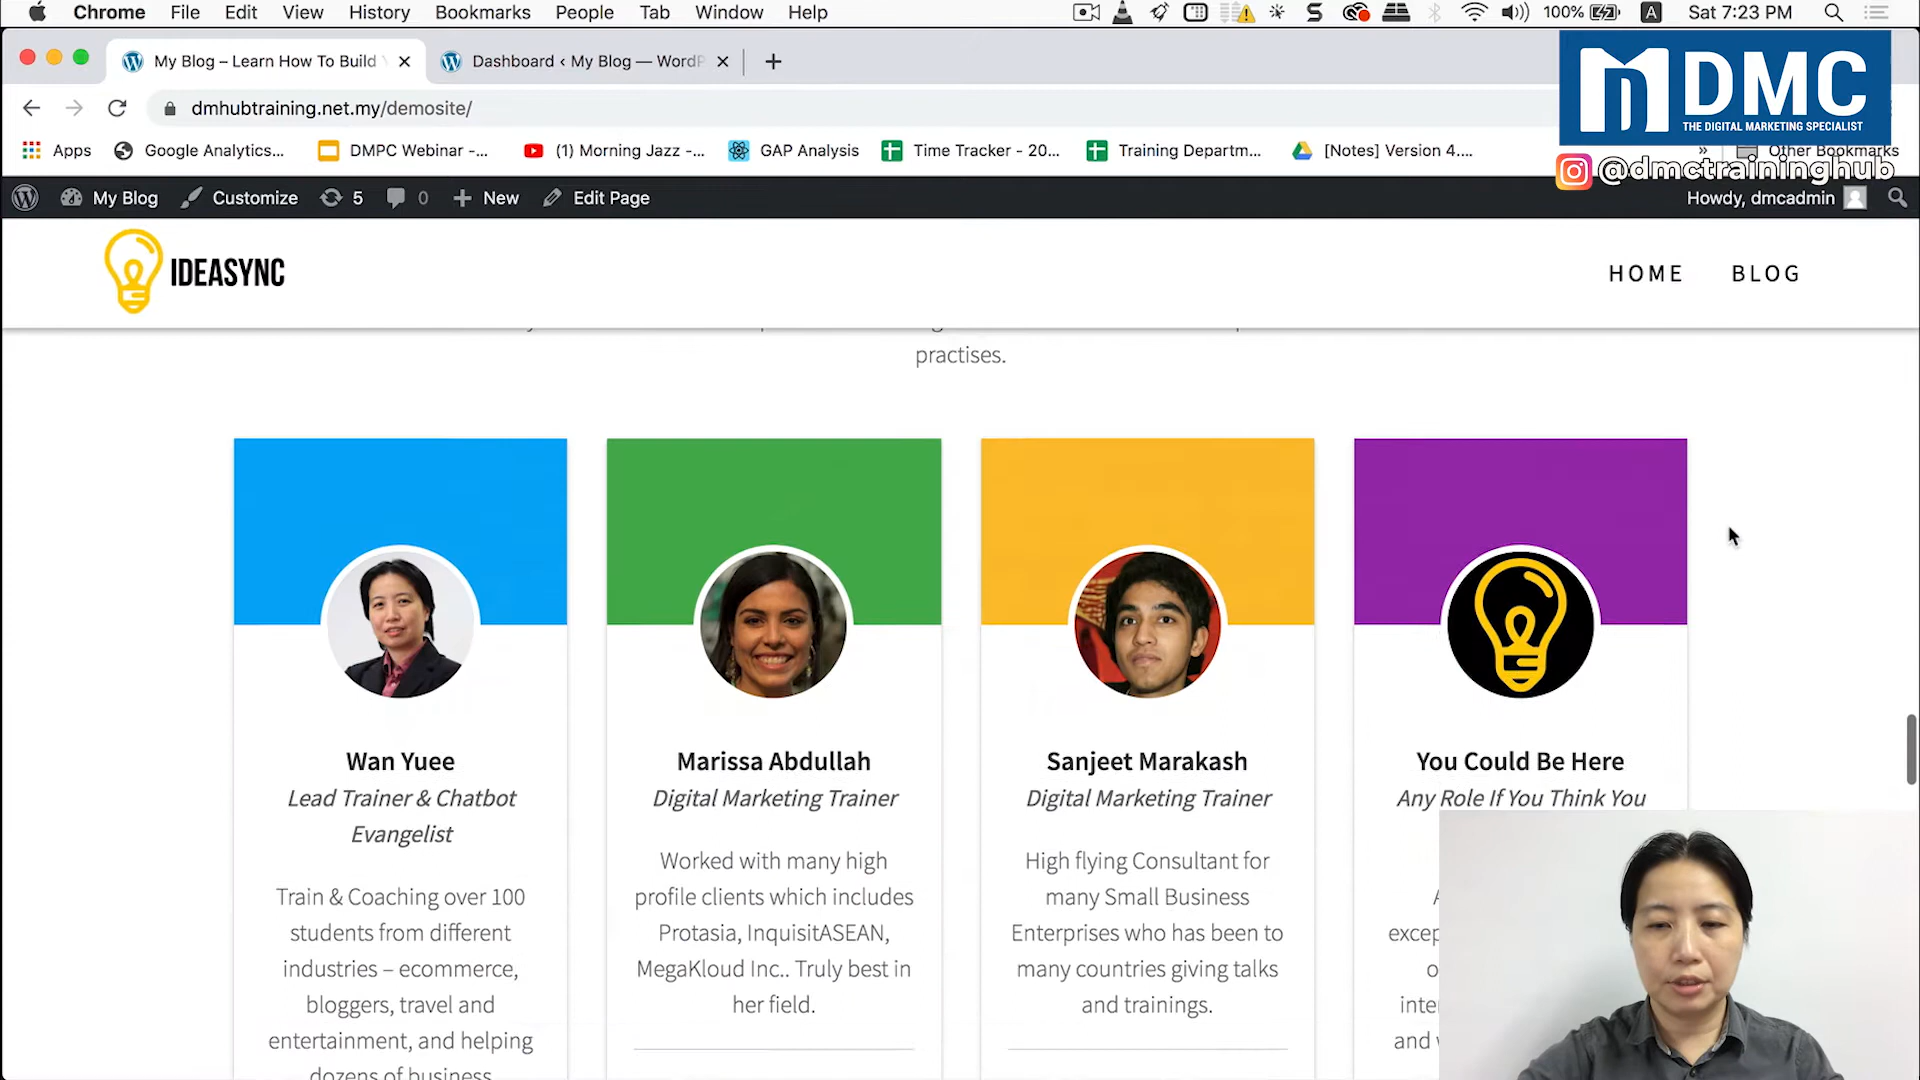 Chrome File Edit View History Bookmarks People Tab Window Help 100% A Sat 7:23 PM
My Blog – Learn How To Build
Dashboard ‹ My Blog — WordP
dmhubtraining.net.my/demosite/
DMC
THE DIGITAL MARKETING SPECIALIST
Apps Google Analytics... DMPC Webinar -... (1) Morning Jazz -... GAP Analysis Time Tracker - 20... Training Departm... [Notes] Version 4.... » Other Bookmarks
@dmctraininghub
My Blog Customize 5 0 New Edit Page Howdy, dmcadmin
IDEASYNC
HOME BLOG
practises.
Wan Yuee
Lead Trainer & Chatbot
Evangelist
Train & Coaching over 100
students from different
industries – ecommerce,
bloggers, travel and
entertainment, and helping
dozens of business
Marissa Abdullah
Digital Marketing Trainer
Worked with many high
profile clients which includes
Protasia, InquisitASEAN,
MegaKloud Inc.. Truly best in
her field.
Sanjeet Marakash
Digital Marketing Trainer
High flying Consultant for
many Small Business
Enterprises who has been to
many countries giving talks
and trainings.
You Could Be Here
Any Role If You Think You